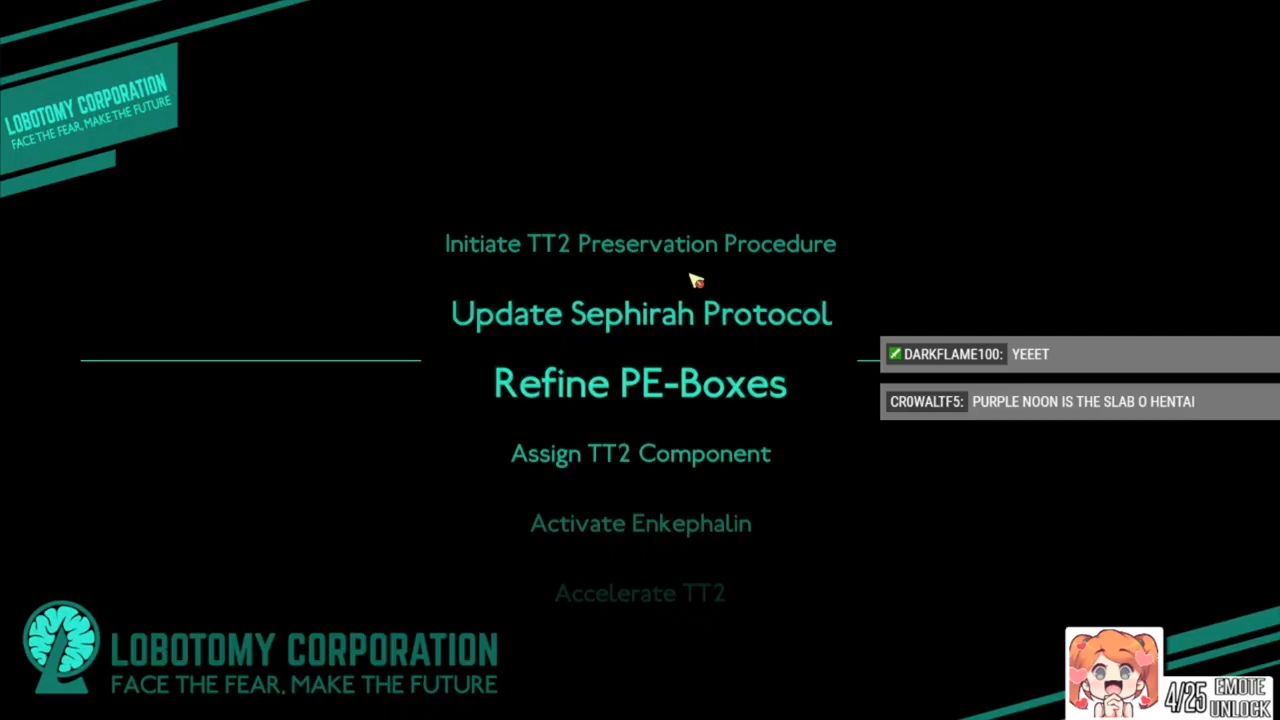 LOBOTOMY CORPORATION
FACE THE FEAR, MAKE THE FUTURE
Initiate TT2 Preservation Procedure
Update Sephirah Protocol
Refine PE-Boxes
Assign TT2 Component
Activate Enkephalin
Accelerate TT2
DARKFLAME100: YEEET
CR0WALTF5: PURPLE NOON IS THE SLAB O HENTAI
LOBOTOMY CORPORATION
FACE THE FEAR, MAKE THE FUTURE
4/25 EMOTE
UNLOCK